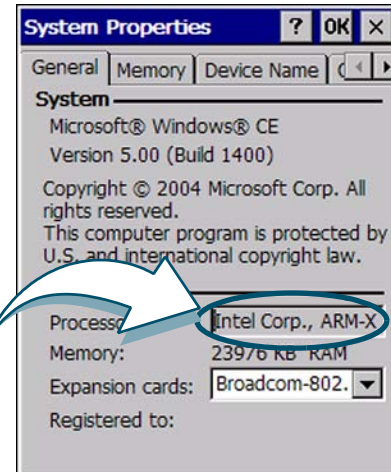 System Properties ? OK ×
General Memory Device Name
System
Microsoft® Windows® CE
Version 5.00 (Build 1400)
Copyright © 2004 Microsoft Corp. All
rights reserved.
This computer program is protected by
U.S. and international copyright law.
Intel Corp., ARM-X
Memory: 23976 KB RAM
Expansion cards: Broadcom-802.
Registered to: